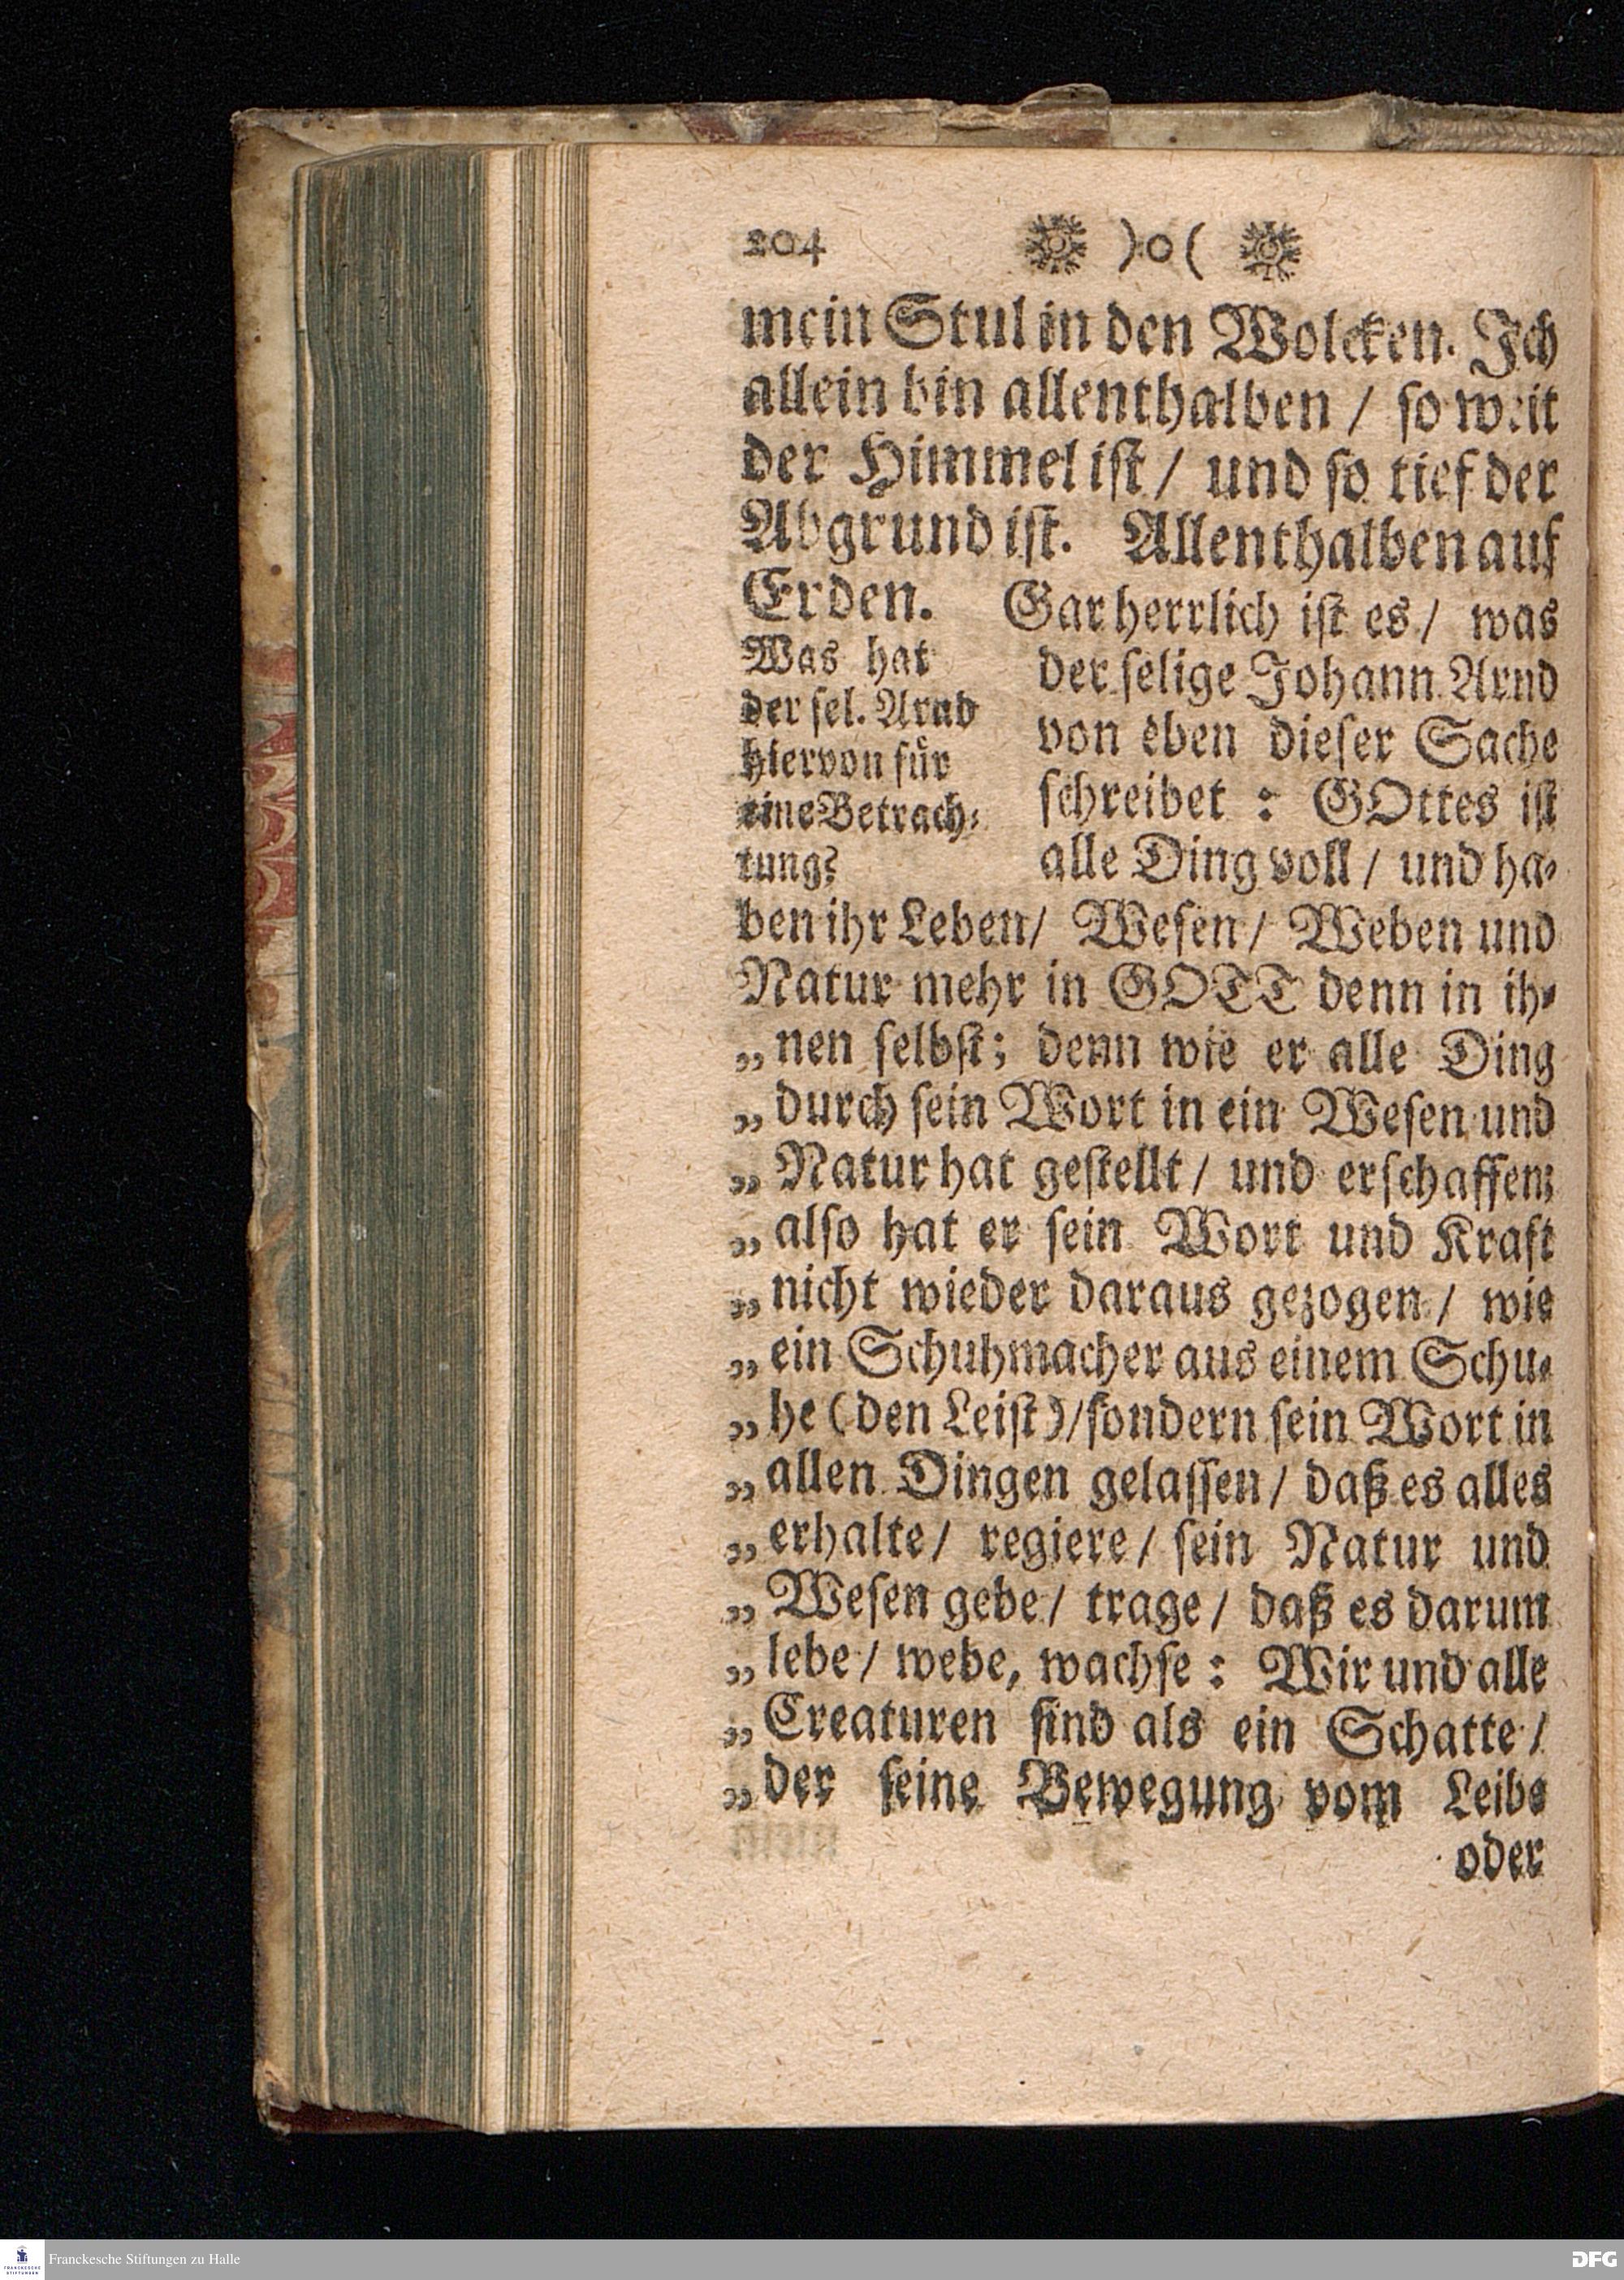 204 )o(
mein Stul in den Wolcken. Ich
allein bin allenthalben / so weit
der Himmel ist / und so tief der
Abgrund ist. Allenthalben auf
Erden. Gar herrlich ist es / was
Was hat
der sel. Arnd
hiervon für
eine Betrach-
tung?
der selige Johann Arnd
von eben dieser Sache
schreibet : GOttes ist
alle Ding voll / und ha-
ben ihr Leben / Wesen / Weben und
Natur mehr in GOTT denn in ih-
„ nen selbst; denn wie er alle Ding
„ durch sein Wort in ein Wesen und
„ Natur hat gestellt / und erschaffen;
„ also hat er sein Wort und Kraft
„ nicht wieder daraus gezogen / wie
„ ein Schuhmacher aus einem Schu-
„ he (den Leist) / sondern sein Wort in
„ allen Dingen gelassen / daß es alles
„ erhalte / regiere / sein Natur und
„ Wesen gebe / trage / daß es darum
„ lebe / webe, wachse : Wir und alle
„ Creaturen sind als ein Schatte /
„ der seine Bewegung vom Leibe
oder
FRANCKESCHE STIFTUNGEN
Franckesche Stiftungen zu Halle
DFG